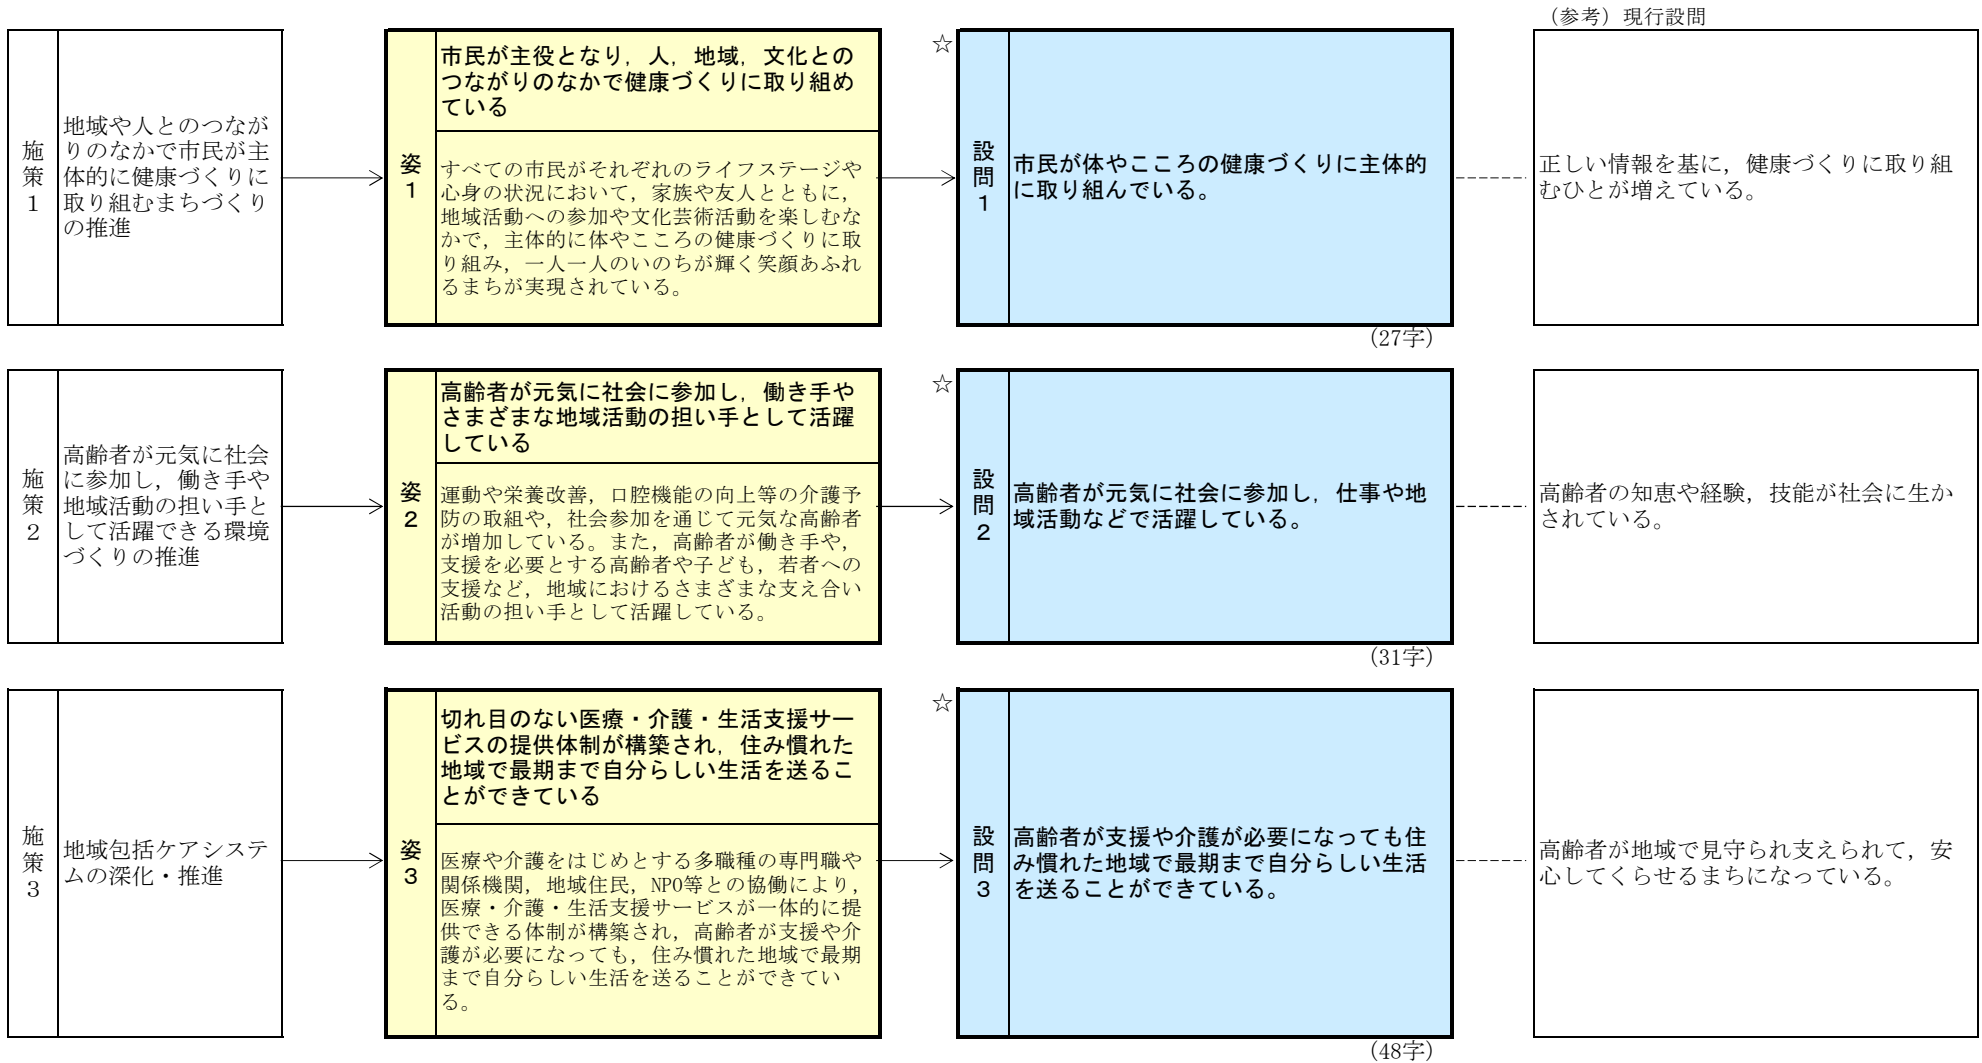 （参考）現行設問
施策1
地域や人とのつなが
りのなかで市民が主
体的に健康づくりに
取り組むまちづくり
の推進
姿1
市民が主役となり，人，地域，文化との
つながりのなかで健康づくりに取り組め
ている
すべての市民がそれぞれのライフステージや
心身の状況において，家族や友人とともに，
地域活動への参加や文化芸術活動を楽しむな
かで，主体的に体やこころの健康づくりに取
り組み，一人一人のいのちが輝く笑顔あふれ
るまちが実現されている。
☆
設問1
市民が体やこころの健康づくりに主体的
に取り組んでいる。
(27字)
正しい情報を基に，健康づくりに取り組
むひとが増えている。
施策2
高齢者が元気に社会
に参加し，働き手や
地域活動の担い手と
して活躍できる環境
づくりの推進
姿2
高齢者が元気に社会に参加し，働き手や
さまざまな地域活動の担い手として活躍
している
運動や栄養改善，口腔機能の向上等の介護予
防の取組や，社会参加を通じて元気な高齢者
が増加している。また，高齢者が働き手や，
支援を必要とする高齢者や子ども，若者への
支援など，地域におけるさまざまな支え合い
活動の担い手として活躍している。
☆
設問2
高齢者が元気に社会に参加し，仕事や地
域活動などで活躍している。
(31字)
高齢者の知恵や経験，技能が社会に生か
されている。
施策3
地域包括ケアシステ
ムの深化・推進
姿3
切れ目のない医療・介護・生活支援サー
ビスの提供体制が構築され，住み慣れた
地域で最期まで自分らしい生活を送るこ
とができている
医療や介護をはじめとする多職種の専門職や
関係機関，地域住民，NPO等との協働により，
医療・介護・生活支援サービスが一体的に提
供できる体制が構築され，高齢者が支援や介
護が必要になっても，住み慣れた地域で最期
まで自分らしい生活を送ることができてい
る。
☆
設問3
高齢者が支援や介護が必要になっても住
み慣れた地域で最期まで自分らしい生活
を送ることができている。
(48字)
高齢者が地域で見守られ支えられて，安
心してくらせるまちになっている。